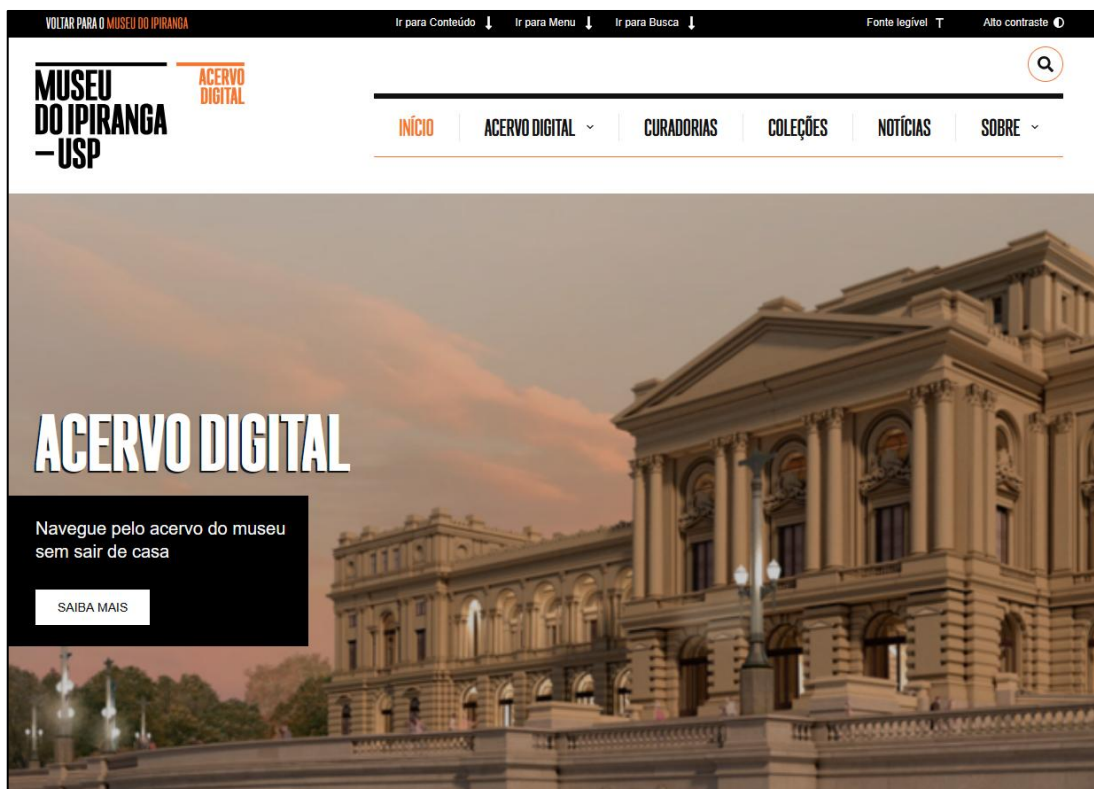 VOLTAR PARA O MUSEU DO IPIRANGA
Ir para Conteúdo
Ir para Menu
Ir para Busca
Fonte legível T
Alto contraste
MUSEU
DO IPIRANGA
–USP
ACERVO
DIGITAL
INÍCIO
ACERVO DIGITAL
CURADORIAS
COLEÇÕES
NOTÍCIAS
SOBRE
ACERVO DIGITAL
Navegue pelo acervo do museu
sem sair de casa
SAIBA MAIS